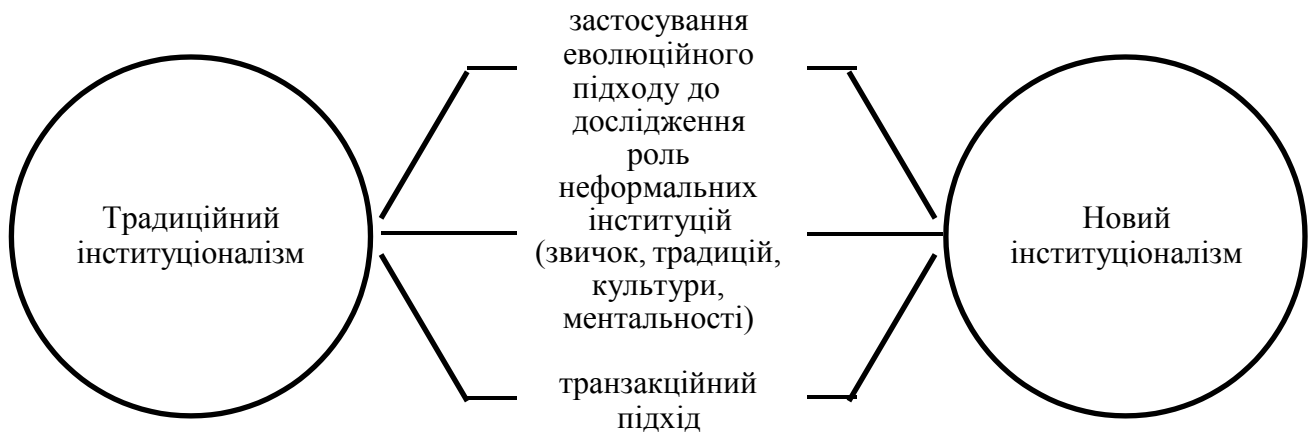 Традиційний
інституціоналізм
застосування
еволюційного
підходу до
дослідження
роль
неформальних
інституцій
(звичок, традицій,
культури,
ментальності)
транзакційний
підхід
Новий
інституціоналізм